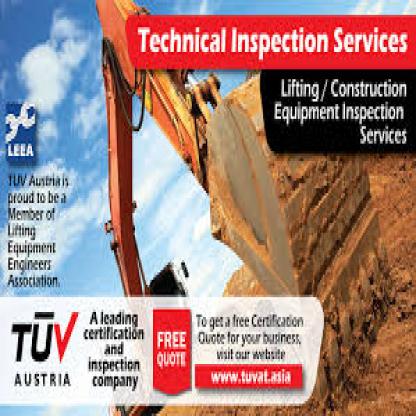 Technical Inspection Services
Lifting / Construction
Equipment Inspection
Services
LEEA
TUV Austria is
proud to be a
Member of
Lifting
Equipment
Engineers
Association.
TÜV
AUSTRIA
A leading
certification
and
inspection
company
FREE
QUOTE
To get a free Certification
Quote for your business,
visit our website
www.tuvat.asia